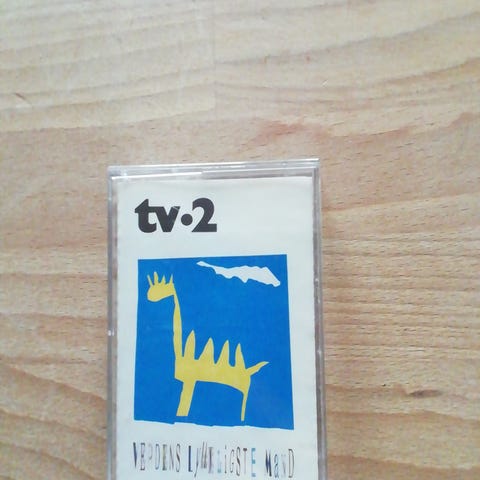 tv·2
VERDENS LykkELiGSTE MaND